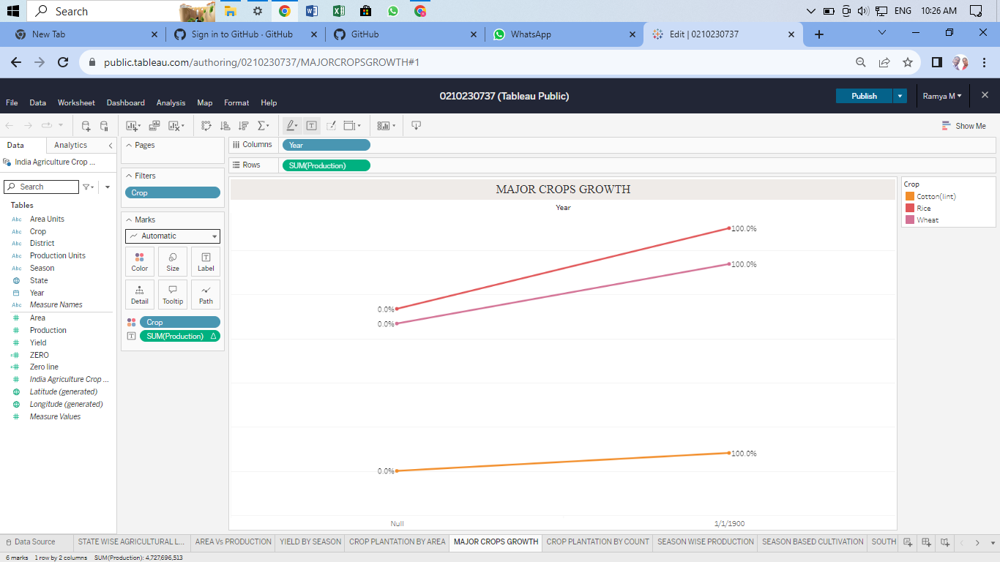 Search
ENG 10:26 AM
New Tab
Sign in to GitHub · GitHub
GitHub
WhatsApp
Edit | 0210230737
public.tableau.com/authoring/0210230737/MAJORCROPSGROWTH#1
0210230737 (Tableau Public)
Publish
Ramya M
File Data Worksheet Dashboard Analysis Map Format Help
Show Me
Data Analytics
India Agriculture Crop ...
Search
Tables
Abc Area Units
Abc Crop
Abc District
Abc Production Units
Abc Season
State
Year
Abc Measure Names
# Area
# Production
# Yield
=# ZERO
=# Zero line
# India Agriculture Crop ...
Latitude (generated)
Longitude (generated)
# Measure Values
Pages
Filters
Crop
Marks
Automatic
Color Size Label
Detail Tooltip Path
Crop
SUM(Production) Δ
Columns Year
Rows SUM(Production)
MAJOR CROPS GROWTH
Year
100.0%
100.0%
0.0%
0.0%
100.0%
0.0%
Null 1/1/1900
Crop
Cotton(lint)
Rice
Wheat
Data Source STATE WISE AGRICULTURAL L... AREA Vs PRODUCTION YIELD BY SEASON CROP PLANTATION BY AREA MAJOR CROPS GROWTH CROP PLANTATION BY COUNT SEASON WISE PRODUCTION SEASON BASED CULTIVATION SOUTH
6 marks 1 row by 2 columns SUM(Production): 4,727,696,513